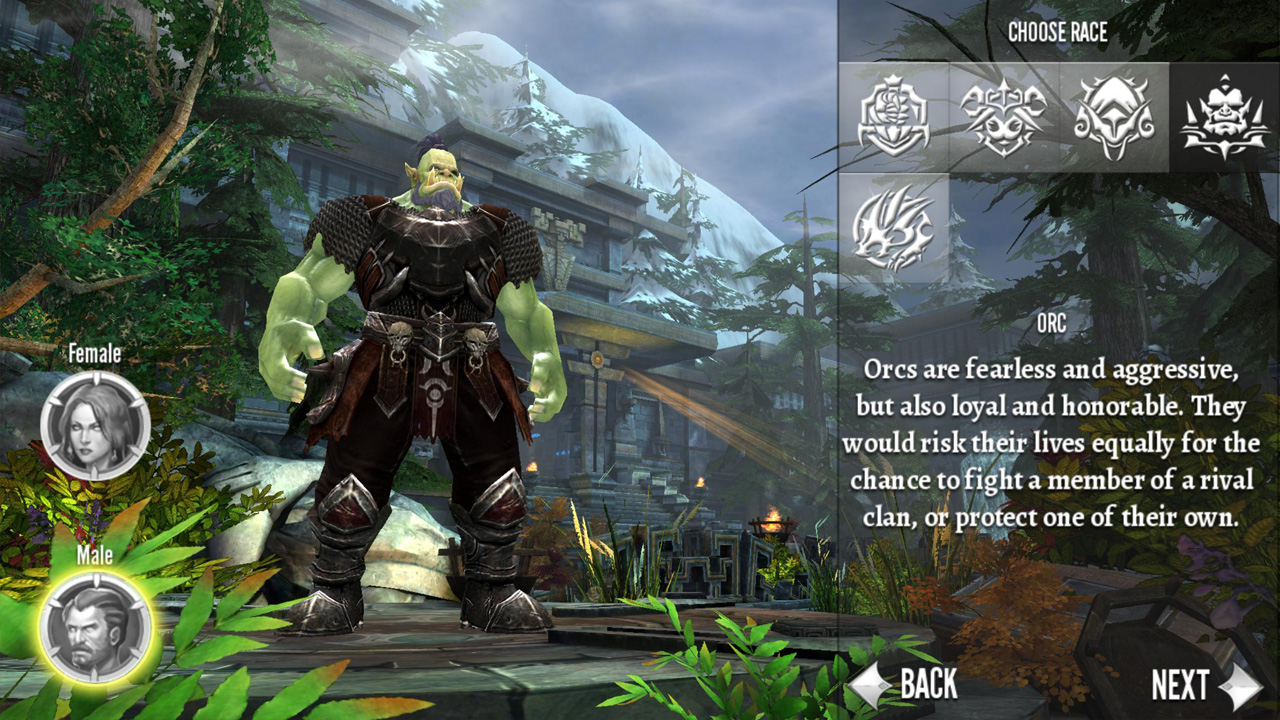 CHOOSE RACE
ORC
Orcs are fearless and aggressive,
but also loyal and honorable. They
would risk their lives equally for the
chance to fight a member of a rival
clan, or protect one of their own.
Female
Male
BACK
NEXT